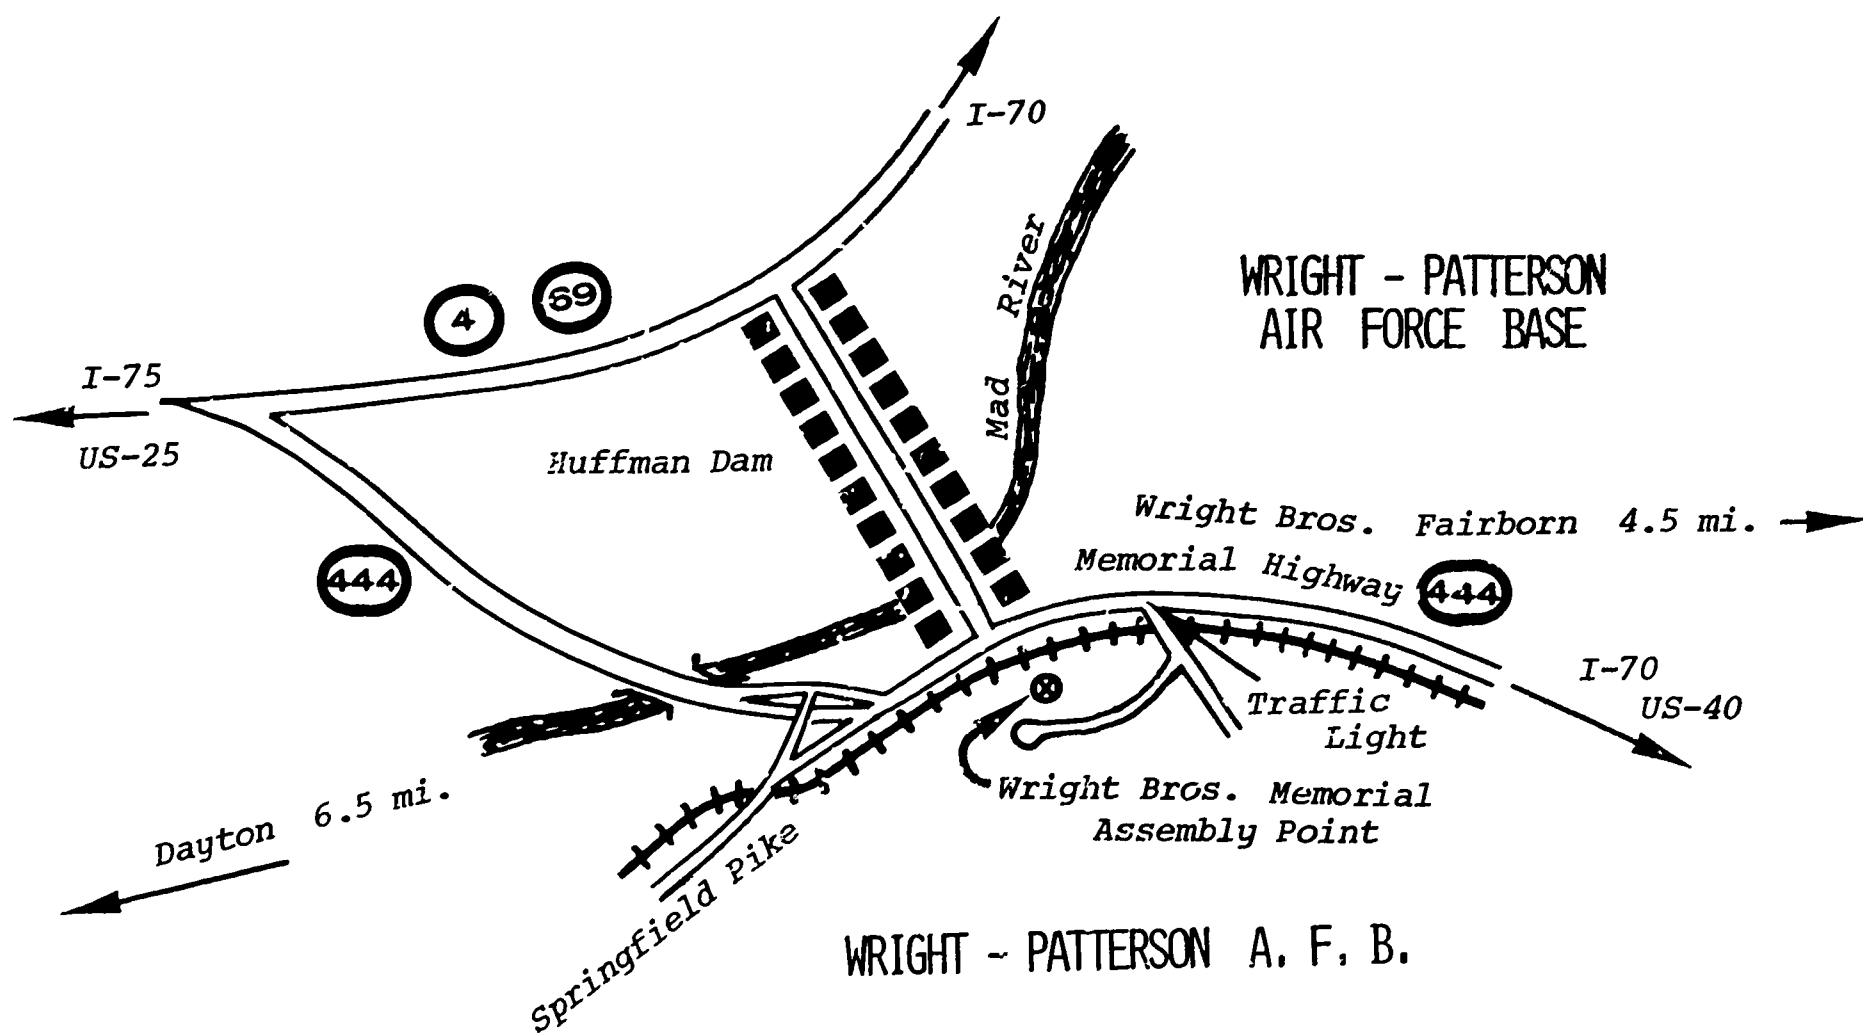 I-70
Mad River
WRIGHT - PATTERSON
AIR FORCE BASE
4
69
I-75
US-25
Huffman Dam
Wright Bros.
Memorial Highway
Fairborn 4.5 mi.
444
444
I-70
US-40
Traffic
Light
Wright Bros. Memorial
Assembly Point
Dayton 6.5 mi.
Springfield Pike
WRIGHT - PATTERSON A. F. B.